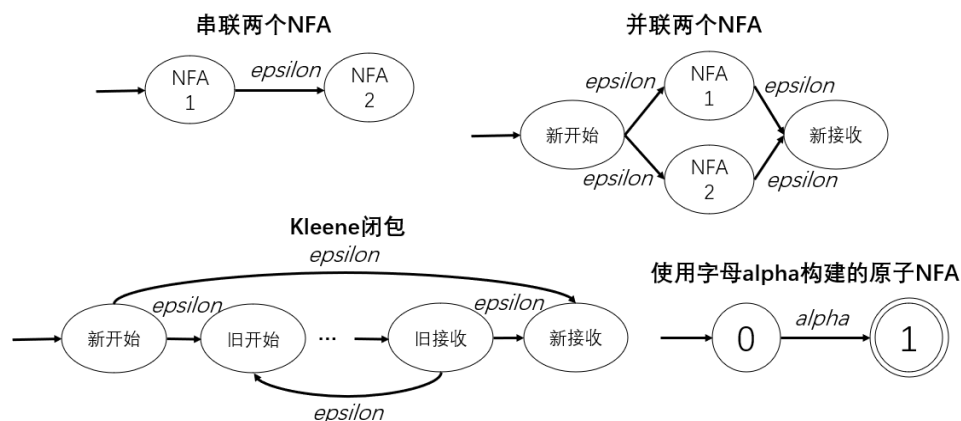 串联两个NFA
NFA
1
epsilon
NFA
2
并联两个NFA
新开始
epsilon
epsilon
NFA
1
NFA
2
epsilon
epsilon
新接收
Kleene闭包
epsilon
新开始
epsilon
旧开始
...
旧接收
epsilon
新接收
epsilon
使用字母alpha构建的原子NFA
0
alpha
1